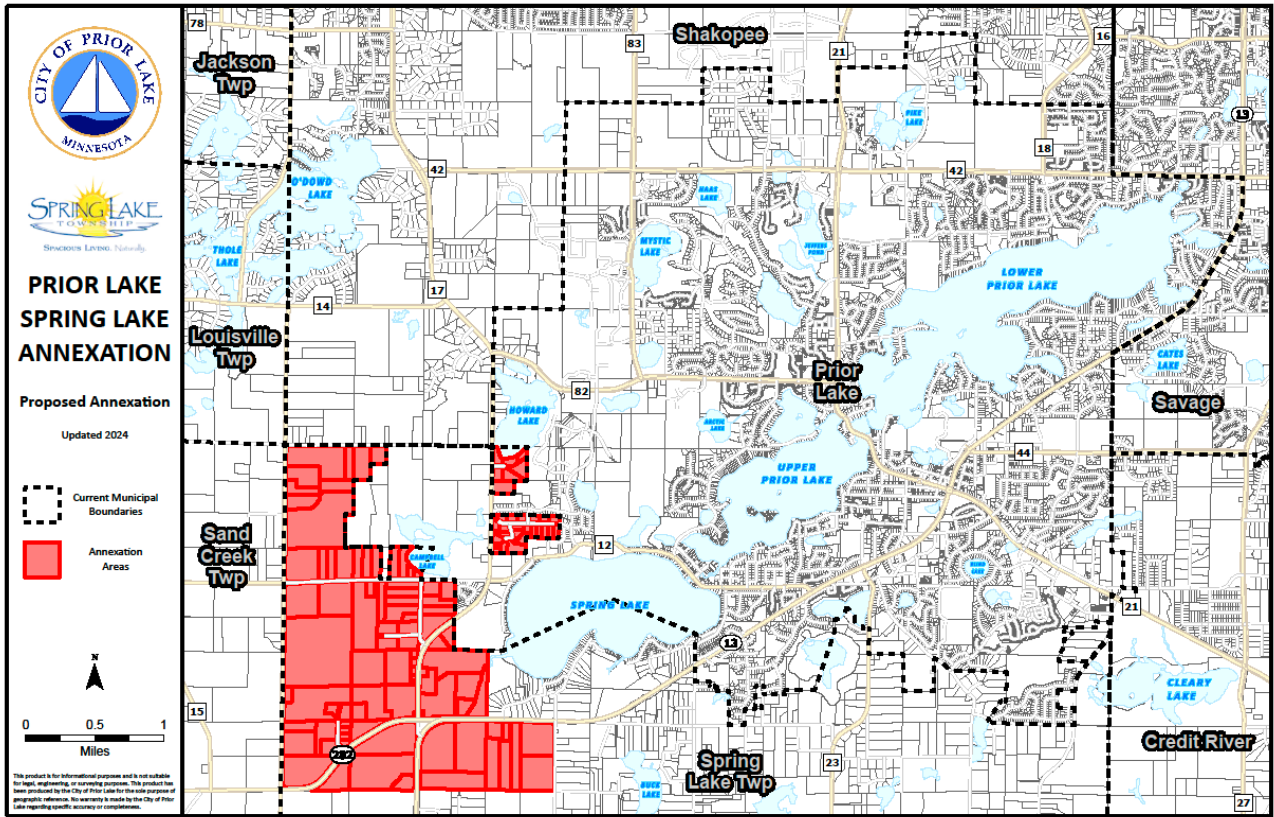 CITY OF PRIOR LAKE
MINNESOTA
SPRING LAKE
TOWNSHIP
SPACIOUS LIVING. Naturally.
PRIOR LAKE
SPRING LAKE
ANNEXATION
Proposed Annexation
Updated 2024
Current Municipal
Boundaries
Annexation
Areas
N
0 0.5 1
Miles
This product is for informational purposes and is not suitable
for legal, engineering, or surveying purposes. This product has
been produced by the City of Prior Lake for the sole purpose of
geographic reference. No warranty is made by the City of Prior
Lake regarding specific accuracy or completeness.
78
83
Shakopee
21
16
Jackson
Twp
PIKE
LAKE
13
18
42
42
O'DOWD
LAKE
HAAS
LAKE
THOLE
LAKE
MYSTIC
LAKE
JEFFERS
POND
LOWER
PRIOR LAKE
17
14
Louisville
Twp
CATES
LAKE
Prior
Lake
82
Savage
HOWARD
LAKE
ARCTIC
LAKE
44
UPPER
PRIOR LAKE
Sand
Creek
Twp
12
CAMPBELL
LAKE
SPRING LAKE
21
13
CLEARY
LAKE
15
282
Credit River
Spring
Lake Twp
23
BUCK
LAKE
27